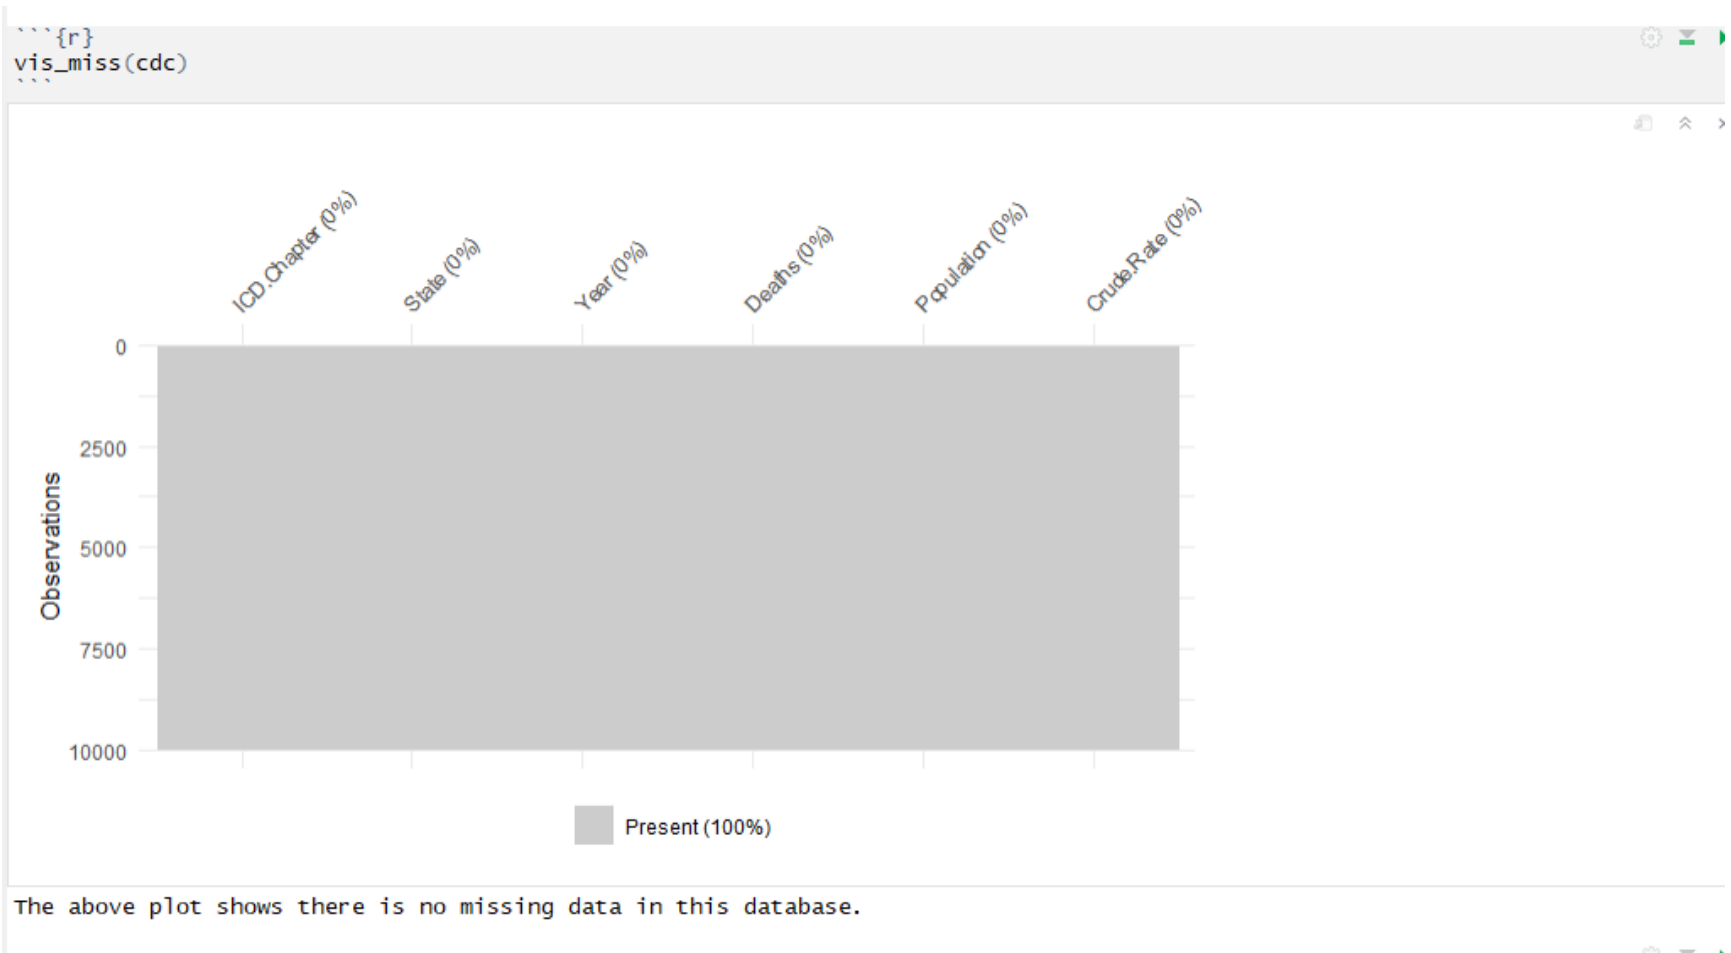 ```{r}
vis_miss(cdc)
```
ICD.Chapter (0%)
State (0%)
Year (0%)
Deaths (0%)
Population (0%)
Crude.Rate (0%)
0
2500
5000
7500
10000
Observations
Present (100%)
The above plot shows there is no missing data in this database.